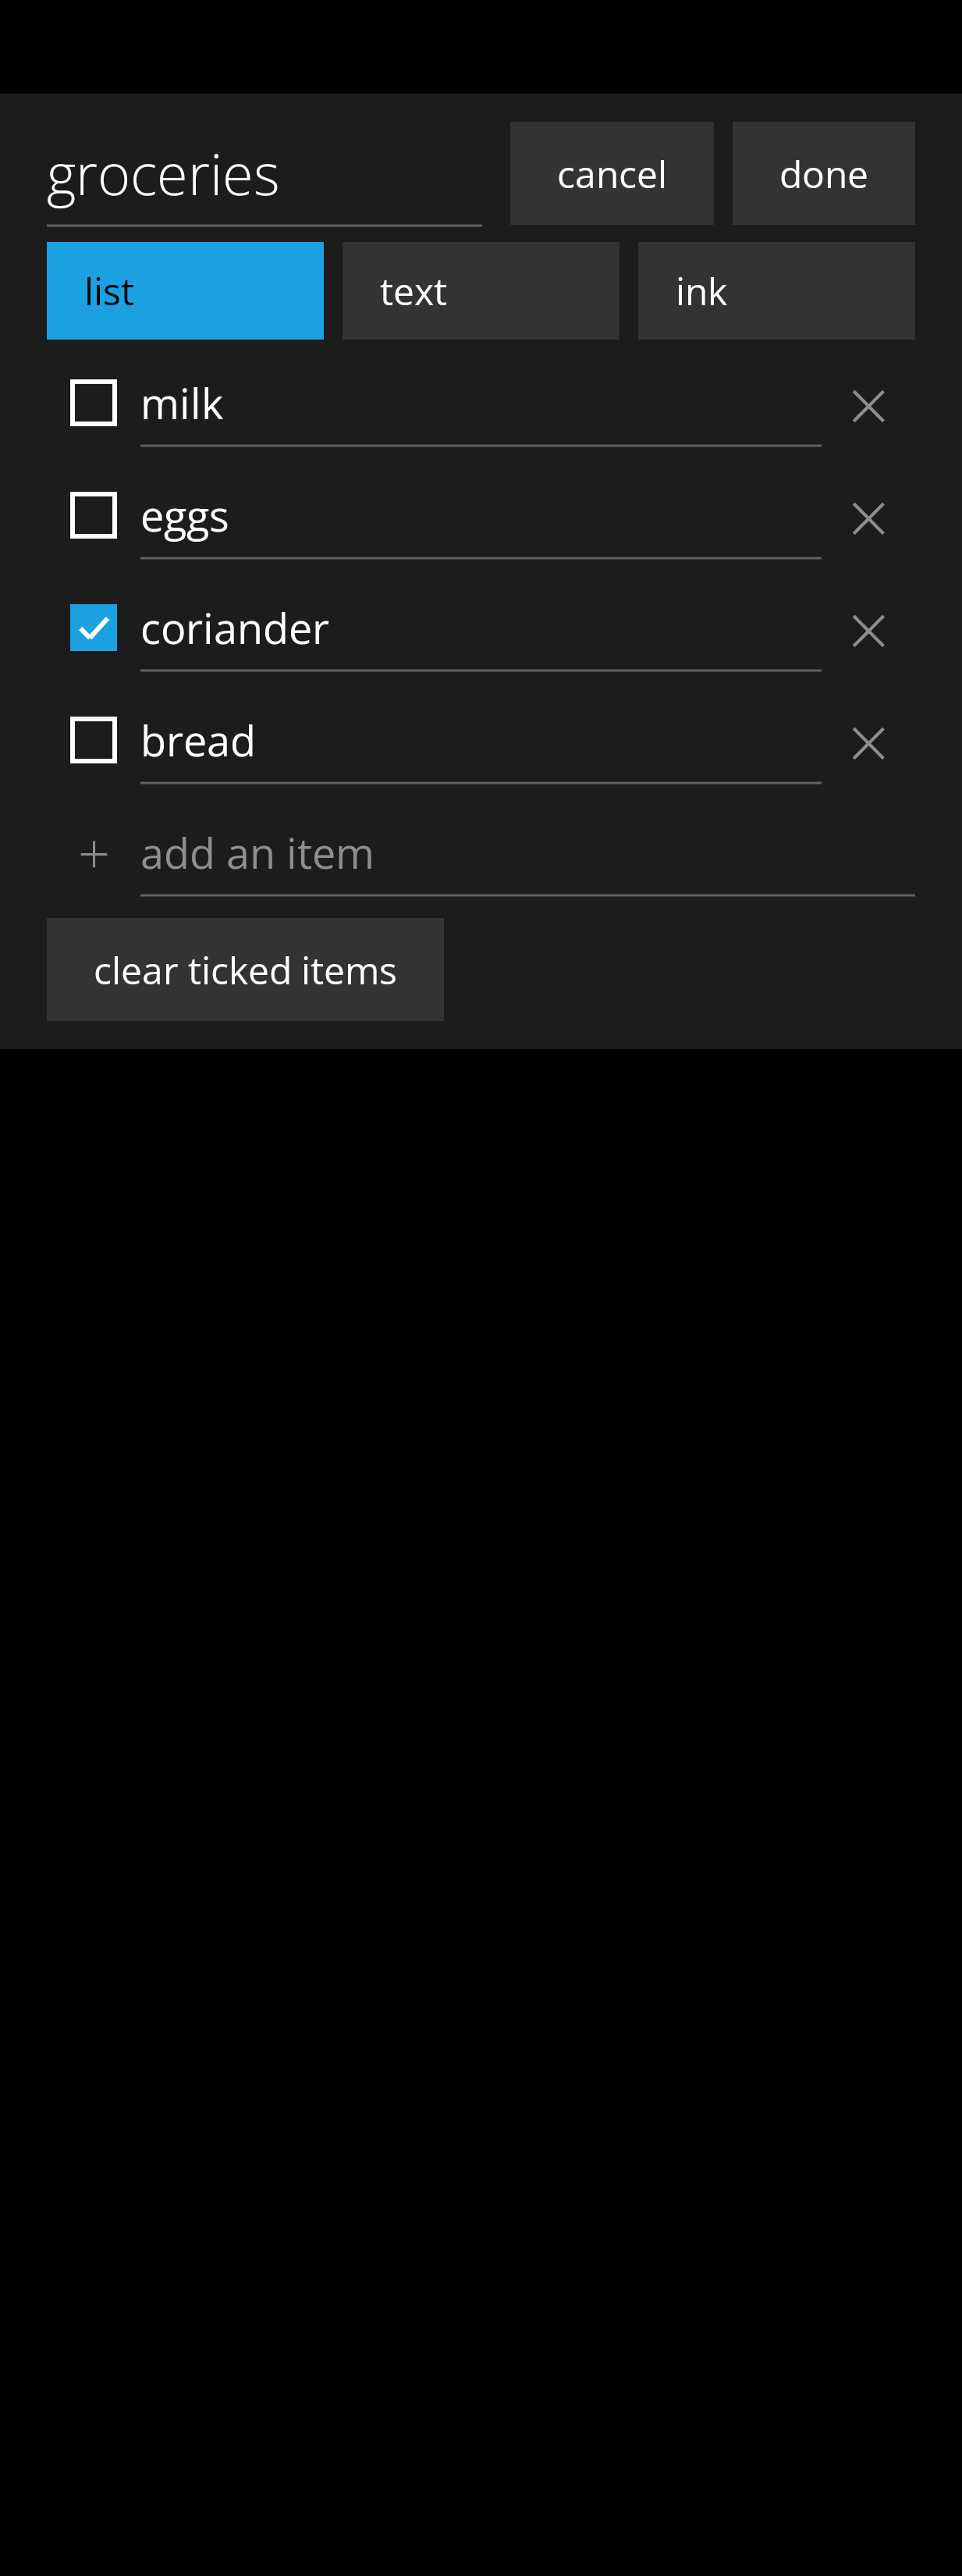 groceries cancel done
list text ink
milk
eggs
coriander
bread
add an item
clear ticked items